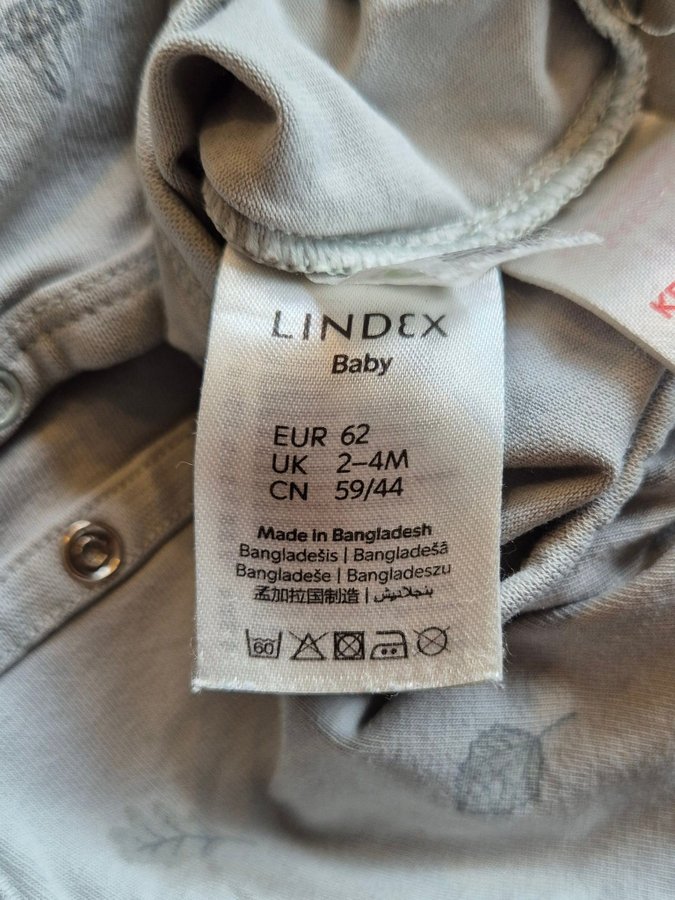 LINDEX
Baby
EUR 62
UK 2–4M
CN 59/44
Made in Bangladesh
Bangladešis | Bangladešā
Bangladeše | Bangladeszu
孟加拉国制造 | بنجلاديش
60